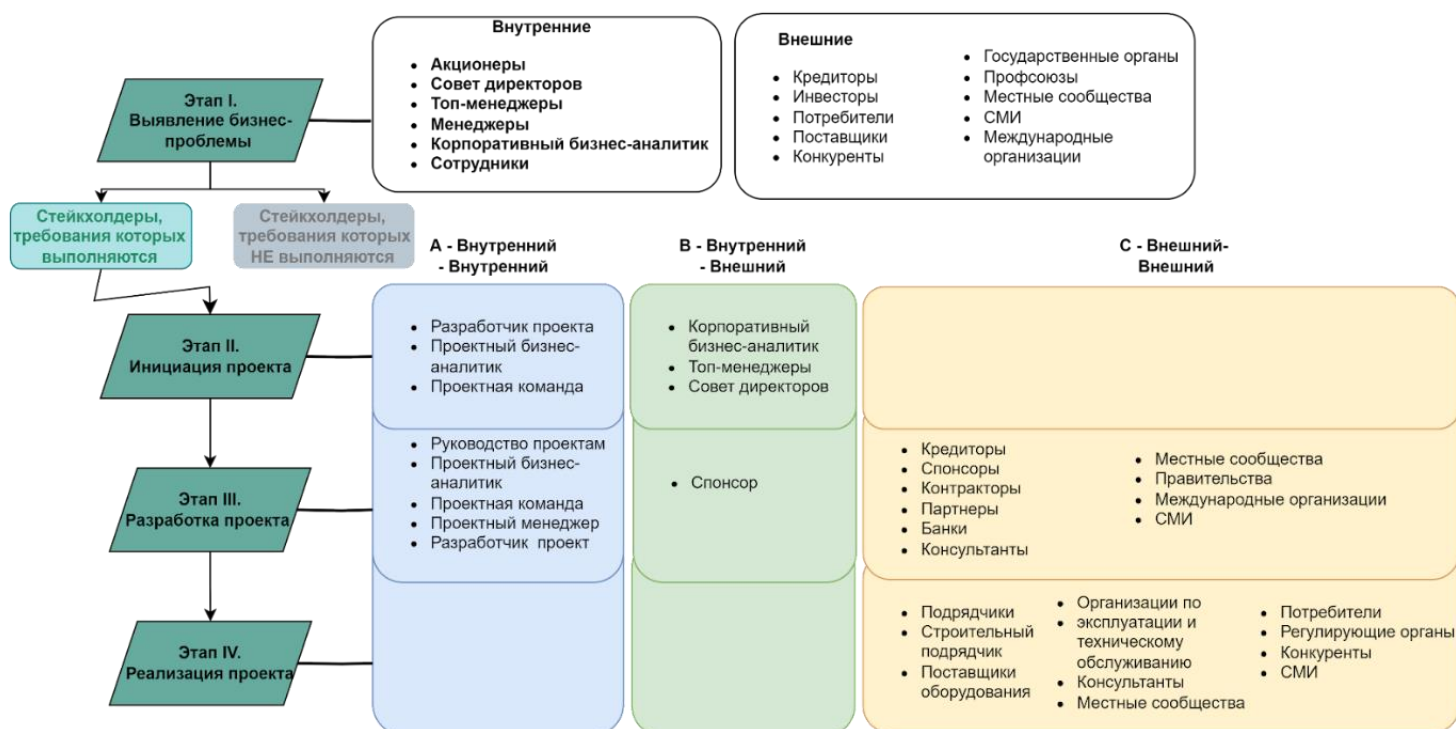 Внутренние
• Акционеры
• Совет директоров
• Топ-менеджеры
• Менеджеры
• Корпоративный бизнес-аналитик
• Сотрудники
Внешние
• Кредиторы
• Инвесторы
• Потребители
• Поставщики
• Конкуренты
• Государственные органы
• Профсоюзы
• Местные сообщества
• СМИ
• Международные
организации
Этап I.
Выявление бизнес-
проблемы
Стейкхолдеры,
требования которых
выполняются
Стейкхолдеры,
требования которых
НЕ выполняются
A - Внутренний
- Внутренний
B - Внутренний
- Внешний
C - Внешний-
Внешний
Этап II.
Инициация проекта
• Разработчик проекта
• Проектный бизнес-
аналитик
• Проектная команда
• Корпоративный
бизнес-аналитик
• Топ-менеджеры
• Совет директоров
Этап III.
Разработка проекта
• Руководство проектам
• Проектный бизнес-
аналитик
• Проектная команда
• Проектный менеджер
• Разработчик проект
• Спонсор
• Кредиторы
• Спонсоры
• Контракторы
• Партнеры
• Банки
• Консультанты
• Местные сообщества
• Правительства
• Международные организации
• СМИ
Этап IV.
Реализация проекта
• Подрядчики
• Строительный
подрядчик
• Поставщики
оборудования
• Организации по
• эксплуатации и
техническому
обслуживанию
• Консультанты
• Местные сообщества
• Потребители
• Регулирующие органы
• Конкуренты
• СМИ